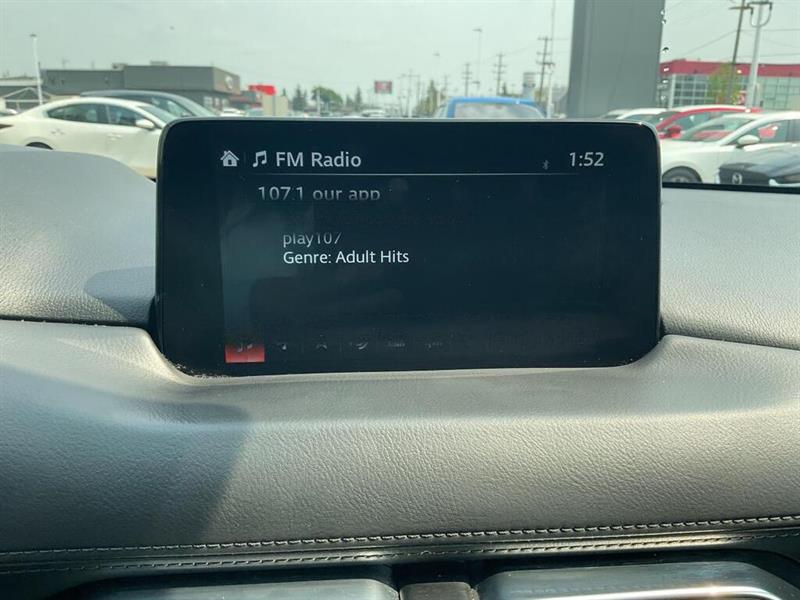 FM Radio
1:52
107.1 our app
play107
Genre: Adult Hits